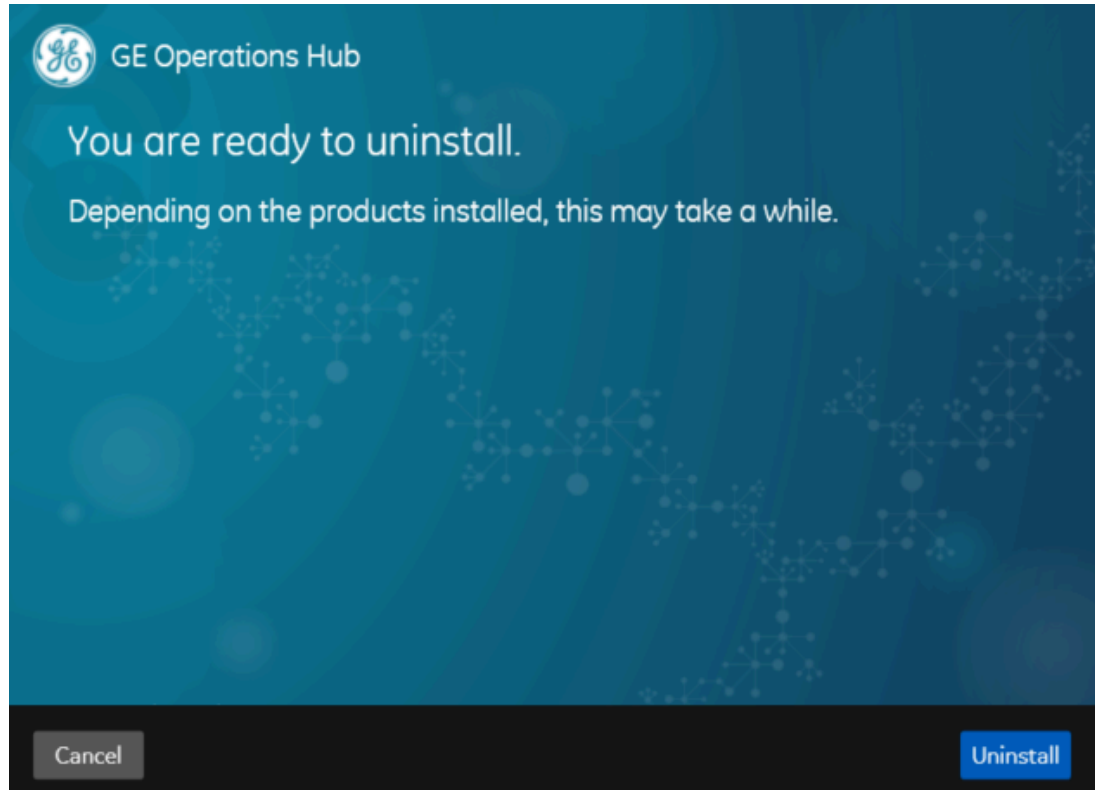 GE Operations Hub
You are ready to uninstall.
Depending on the products installed, this may take a while.
Cancel
Uninstall